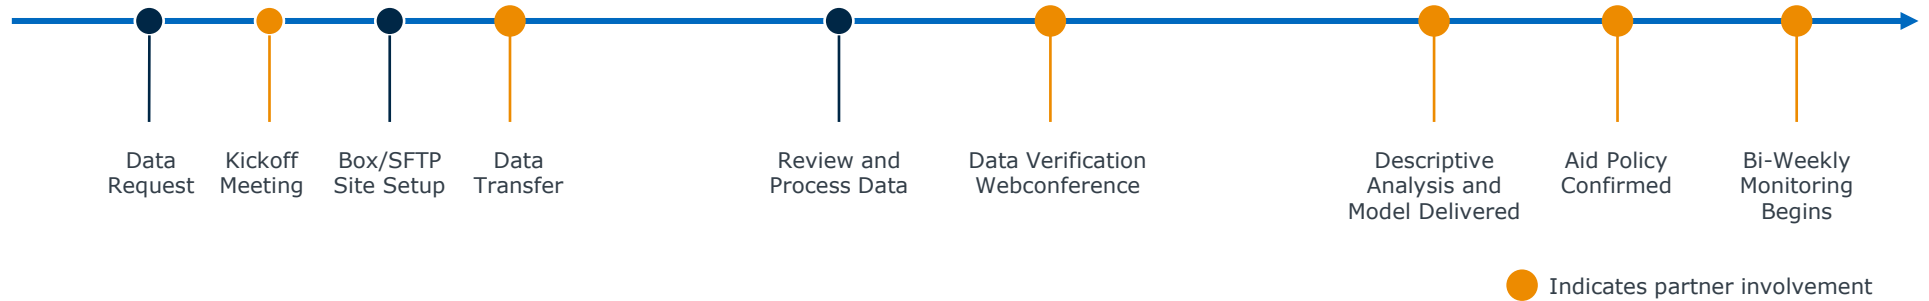 Data
Request
Kickoff
Meeting
Box/SFTP
Site Setup
Data
Transfer
Review and
Process Data
Data Verification
Webconference
Descriptive
Analysis and
Model Delivered
Aid Policy
Confirmed
Bi-Weekly
Monitoring
Begins
Indicates partner involvement